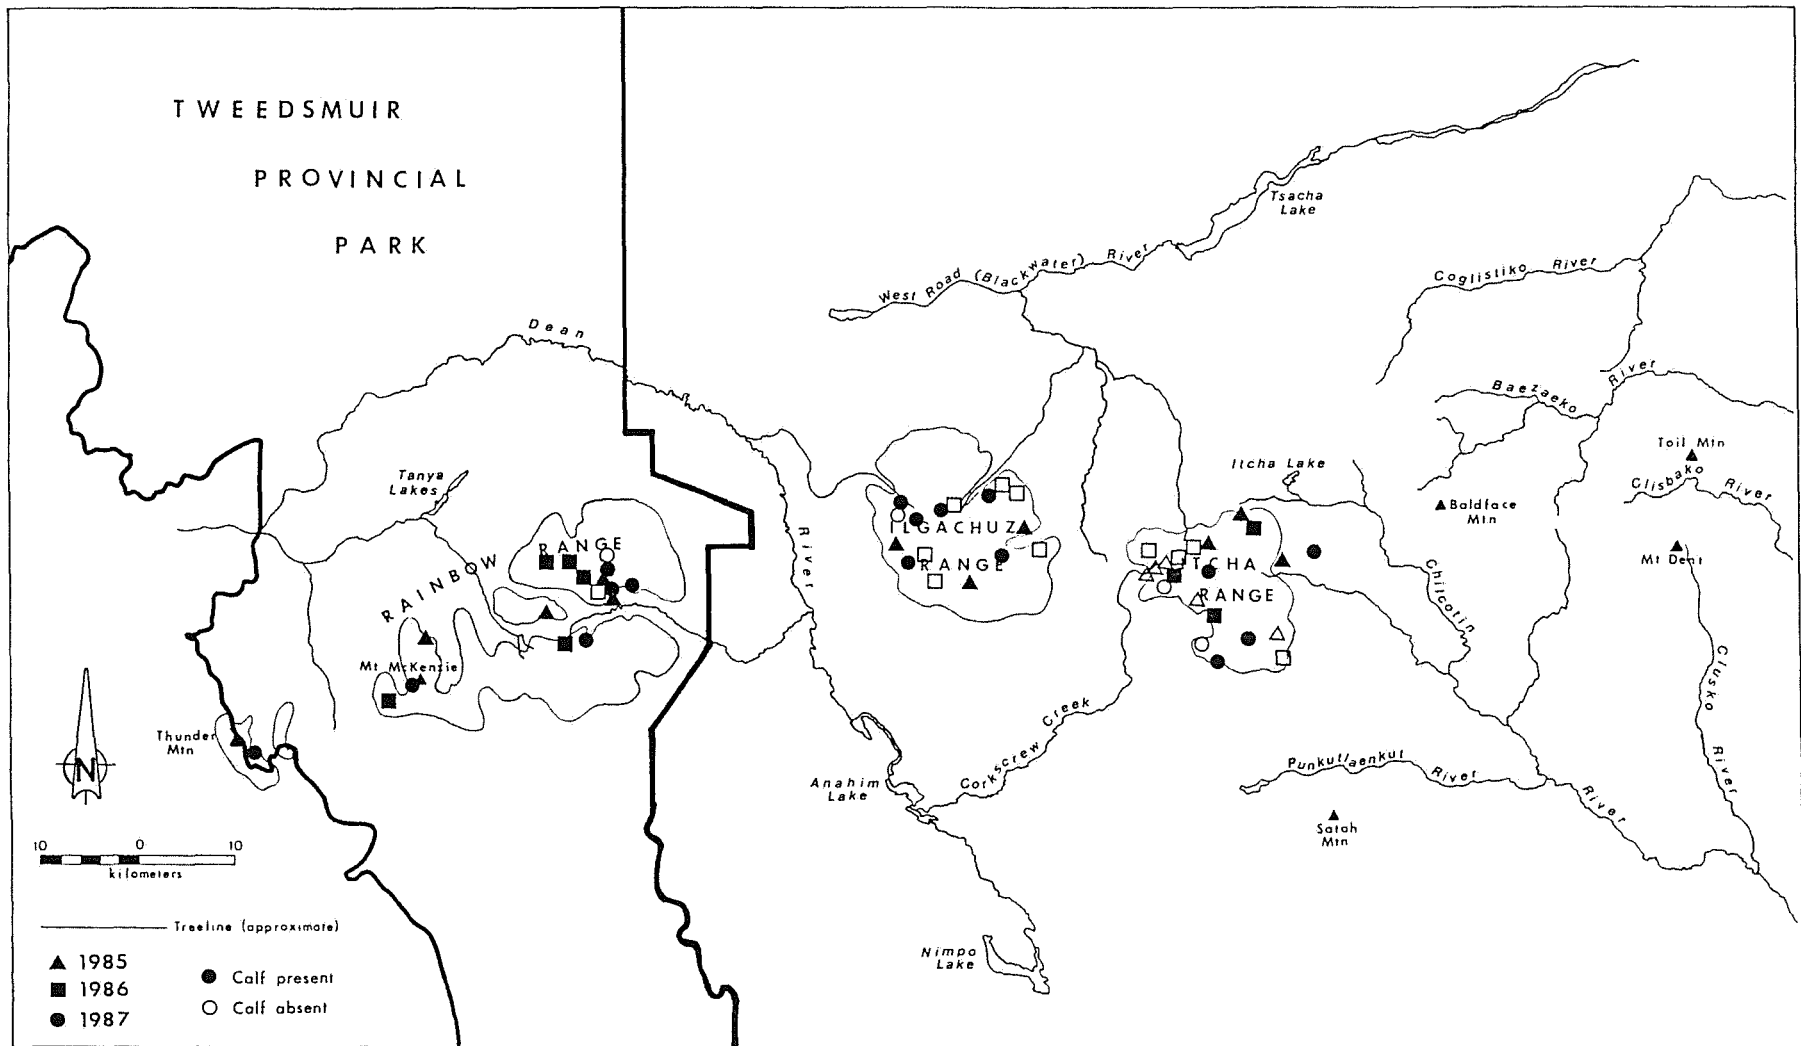 TWEEDSMUIR
PROVINCIAL
PARK
Tsacha
Lake
West Road (Blackwater) River
Coglistiko River
Dean
Baezaeko
River
Toil Mtn
Clisbako
River
Tanya
Lakes
Itcha Lake
Baldface
Mtn
Mt Dent
RAINBOW
RANGE
River
ILGACHUZ
RANGE
ITCHA
RANGE
Chilcotin
Mt McKenzie
Clusko
River
Thunder
Mtn
N
Anahim
Lake
Corkscrew Creek
Punkutlaenkut River
River
Satah
Mtn
10 0 10
kilometers
Treeline (approximate)
1985
1986
1987
Calf present
Calf absent
Nimpo
Lake